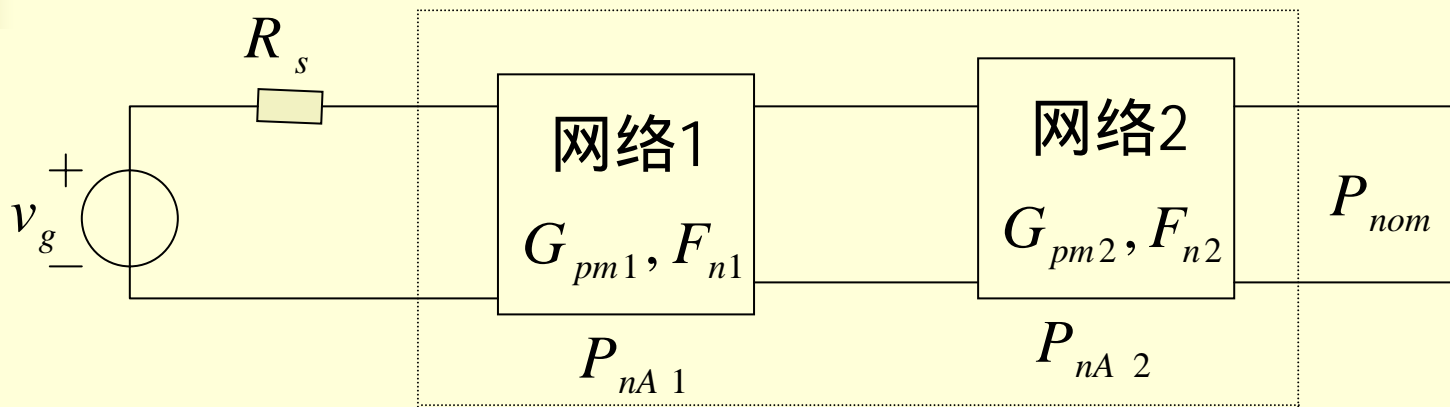 R s
+
v g
−
网络1
G pm1 , F n1
P nA 1
网络2
G pm2 , F n2
P nA 2
P nom